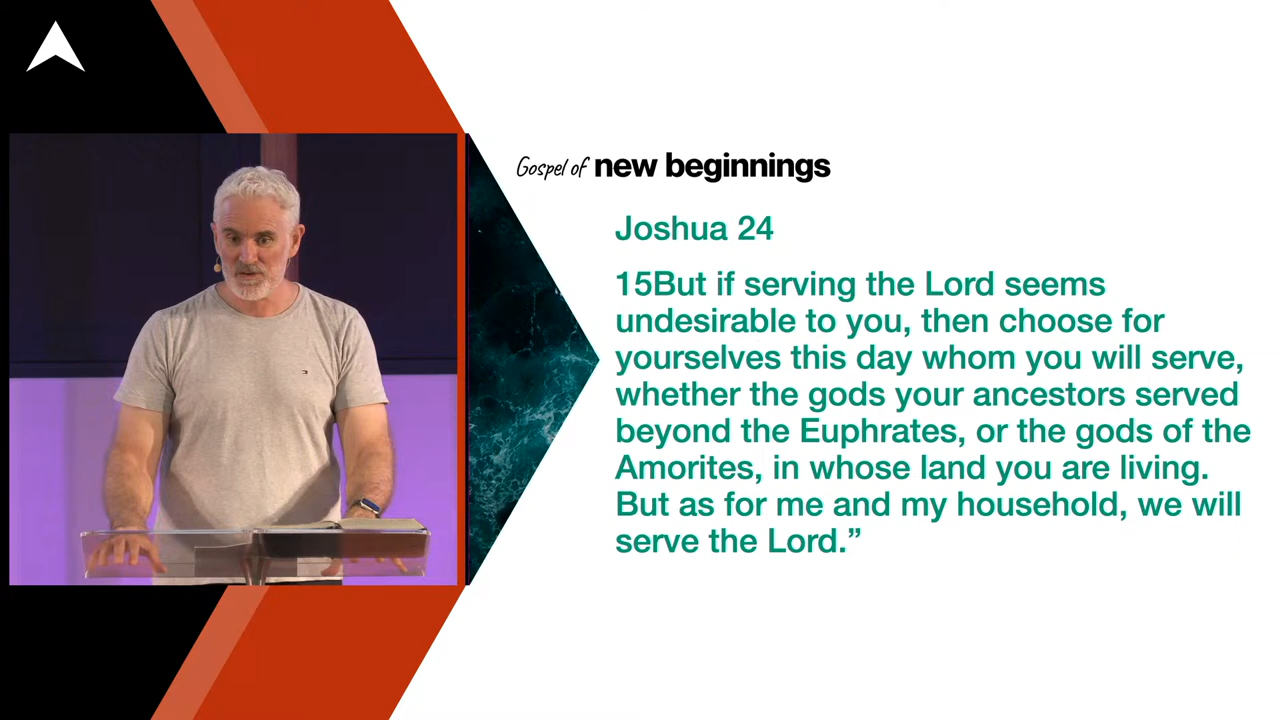 Gospel of new beginnings
Joshua 24
15But if serving the Lord seems
undesirable to you, then choose for
yourselves this day whom you will serve,
whether the gods your ancestors served
beyond the Euphrates, or the gods of the
Amorites, in whose land you are living.
But as for me and my household, we will
serve the Lord.”